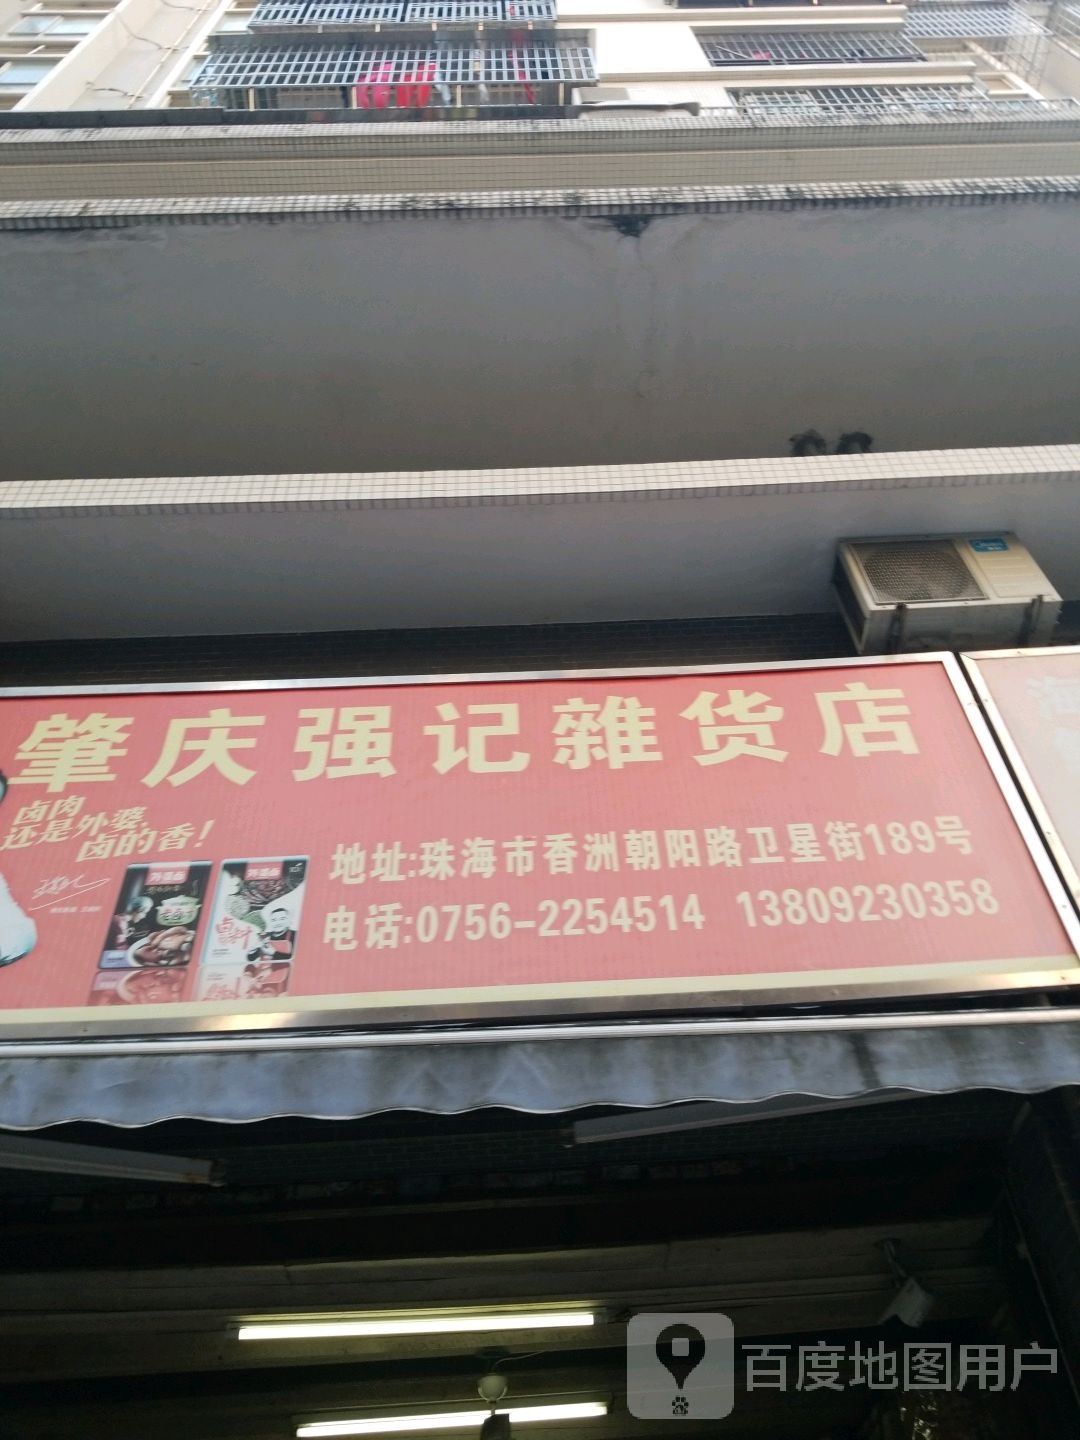 肇庆强记雜货店
卤肉
还是外婆
卤的香！
地址:珠海市香洲朝阳路卫星街189号
电话:0756-2254514 13809230358
百度地图用户